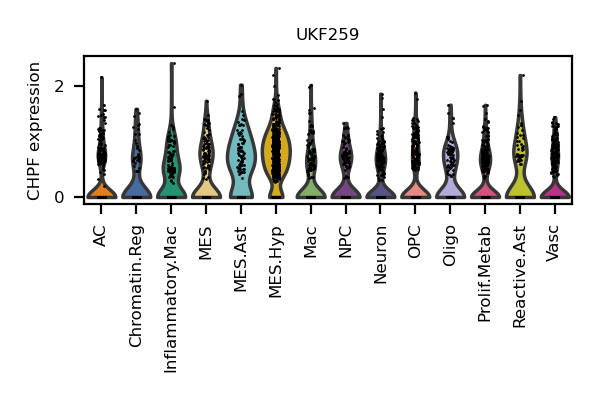 UKF259
CHPF expression
2
0
AC
Chromatin.Reg
Inflammatory.Mac
MES
MES.Ast
MES.Hyp
Mac
NPC
Neuron
OPC
Oligo
Prolif.Metab
Reactive.Ast
Vasc